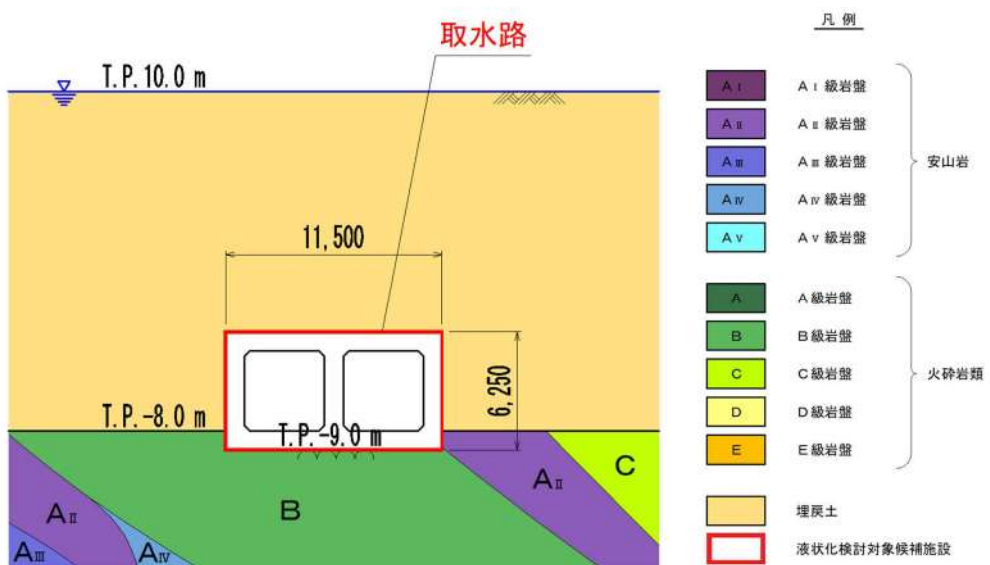 取水路
T.P.10.0 m
11,500
6,250
T.P.-8.0 m
T.P.-9.0 m
AⅡ
AⅢ
AⅣ
B
AⅡ
C
凡 例
AⅠ AⅠ級岩盤
AⅡ AⅡ級岩盤
AⅢ AⅢ級岩盤
AⅣ AⅣ級岩盤
AⅤ AⅤ級岩盤
安山岩
A A級岩盤
B B級岩盤
C C級岩盤
D D級岩盤
E E級岩盤
火砕岩類
埋戻土
液状化検討対象候補施設